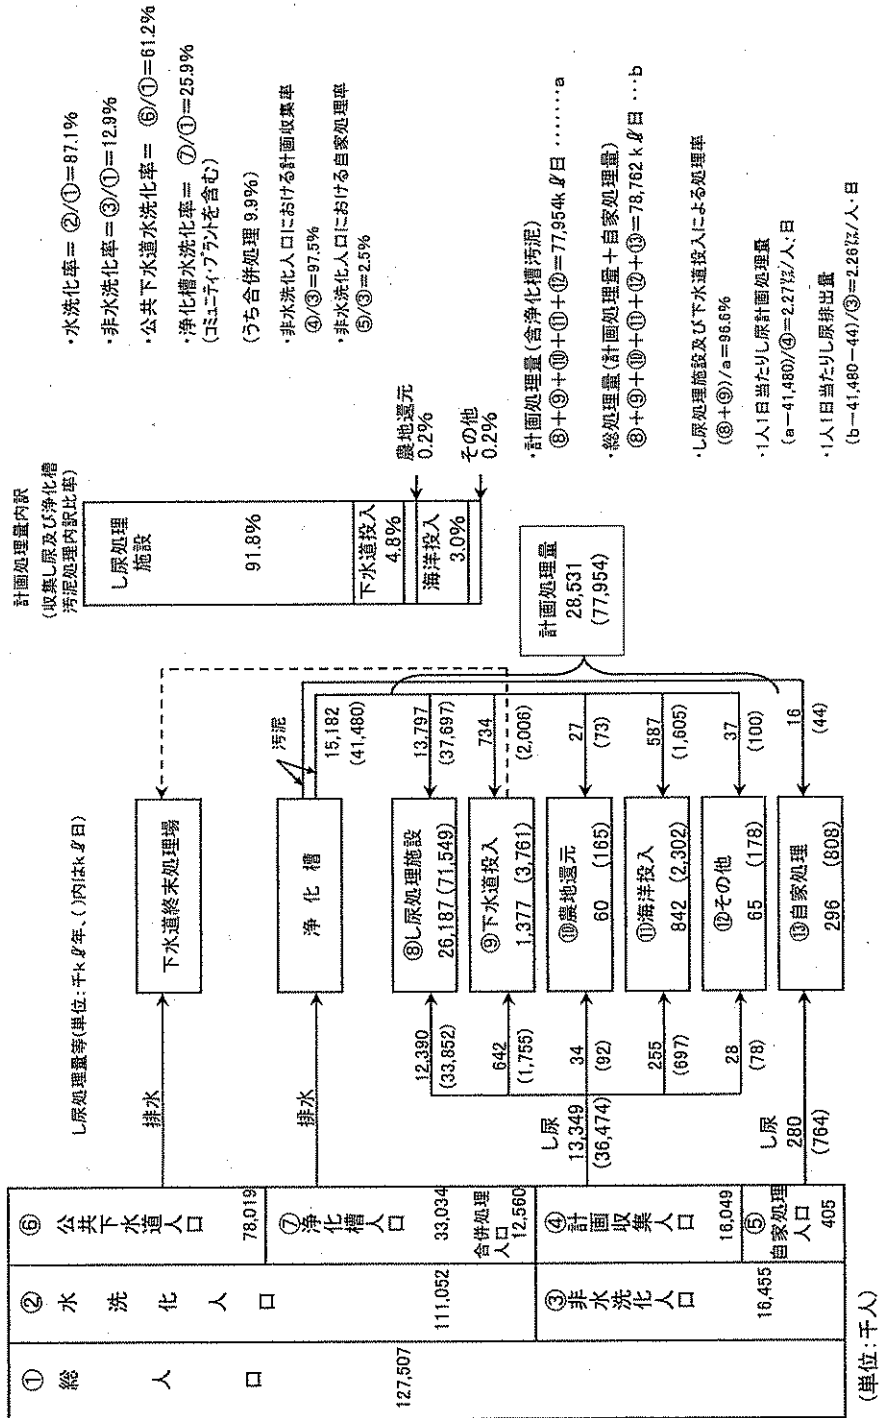 し尿処理量等(単位:千kℓ/年、()内はkℓ/日)
① 総人口
127,507
② 水洗化人口
111,052
③ 非水洗化人口
16,455
⑥ 公共下水道人口
78,019
⑦ 浄化槽人口
33,034
合併処理
人口
12,560
④ 計画収集人口
16,049
⑤
自家処理
人口
405
(単位:千人)
排水
排水
し尿
13,349
(36,474)
し尿
280
(764)
12,390
(33,852)
642
(1,755)
34
(92)
255
(697)
28
(78)
下水道終末処理場
浄化槽
⑧し尿処理施設
26,187 (71,549)
⑨下水道投入
1,377 (3,761)
⑩農地還元
60 (165)
⑪海洋投入
842 (2,302)
⑫その他
65 (178)
⑬自家処理
296 (808)
汚泥
15,182
(41,480)
13,797
(37,697)
734
(2,006)
27
(73)
587
(1,605)
37
(100)
16
(44)
計画処理量
28,531
(77,954)
計画処理量内訳
(収集し尿及び浄化槽
汚泥処理内訳比率)
し尿処理
施設
91.8%
下水道投入
4.8%
海洋投入
3.0%
農地還元
0.2%
その他
0.2%
・水洗化率= ②/①=87.1%
・非水洗化率=③/①=12.9%
・公共下水道水洗化率= ⑥/①=61.2%
・浄化槽水洗化率= ⑦/①=25.9%
(コミュニティ・プラントを含む)
(うち合併処理 9.9%)
・非水洗化人口における計画収集率
④/③=97.5%
・非水洗化人口における自家処理率
⑤/③=2.5%
・計画処理量(含浄化槽汚泥)
⑧+⑨+⑩+⑪+⑫=77,954kℓ/日 ……a
・総処理量(計画処理量+自家処理量)
⑧+⑨+⑩+⑪+⑫+⑬=78,762 kℓ/日 …b
・し尿処理施設及び下水道投入による処理率
(⑧+⑨)/a=96.6%
・1人1日当たりし尿計画処理量
(a-41,480)/④=2.27㍑/人・日
・1人1日当たりし尿排出量
(b-41,480-44)/③=2.26㍑/人・日